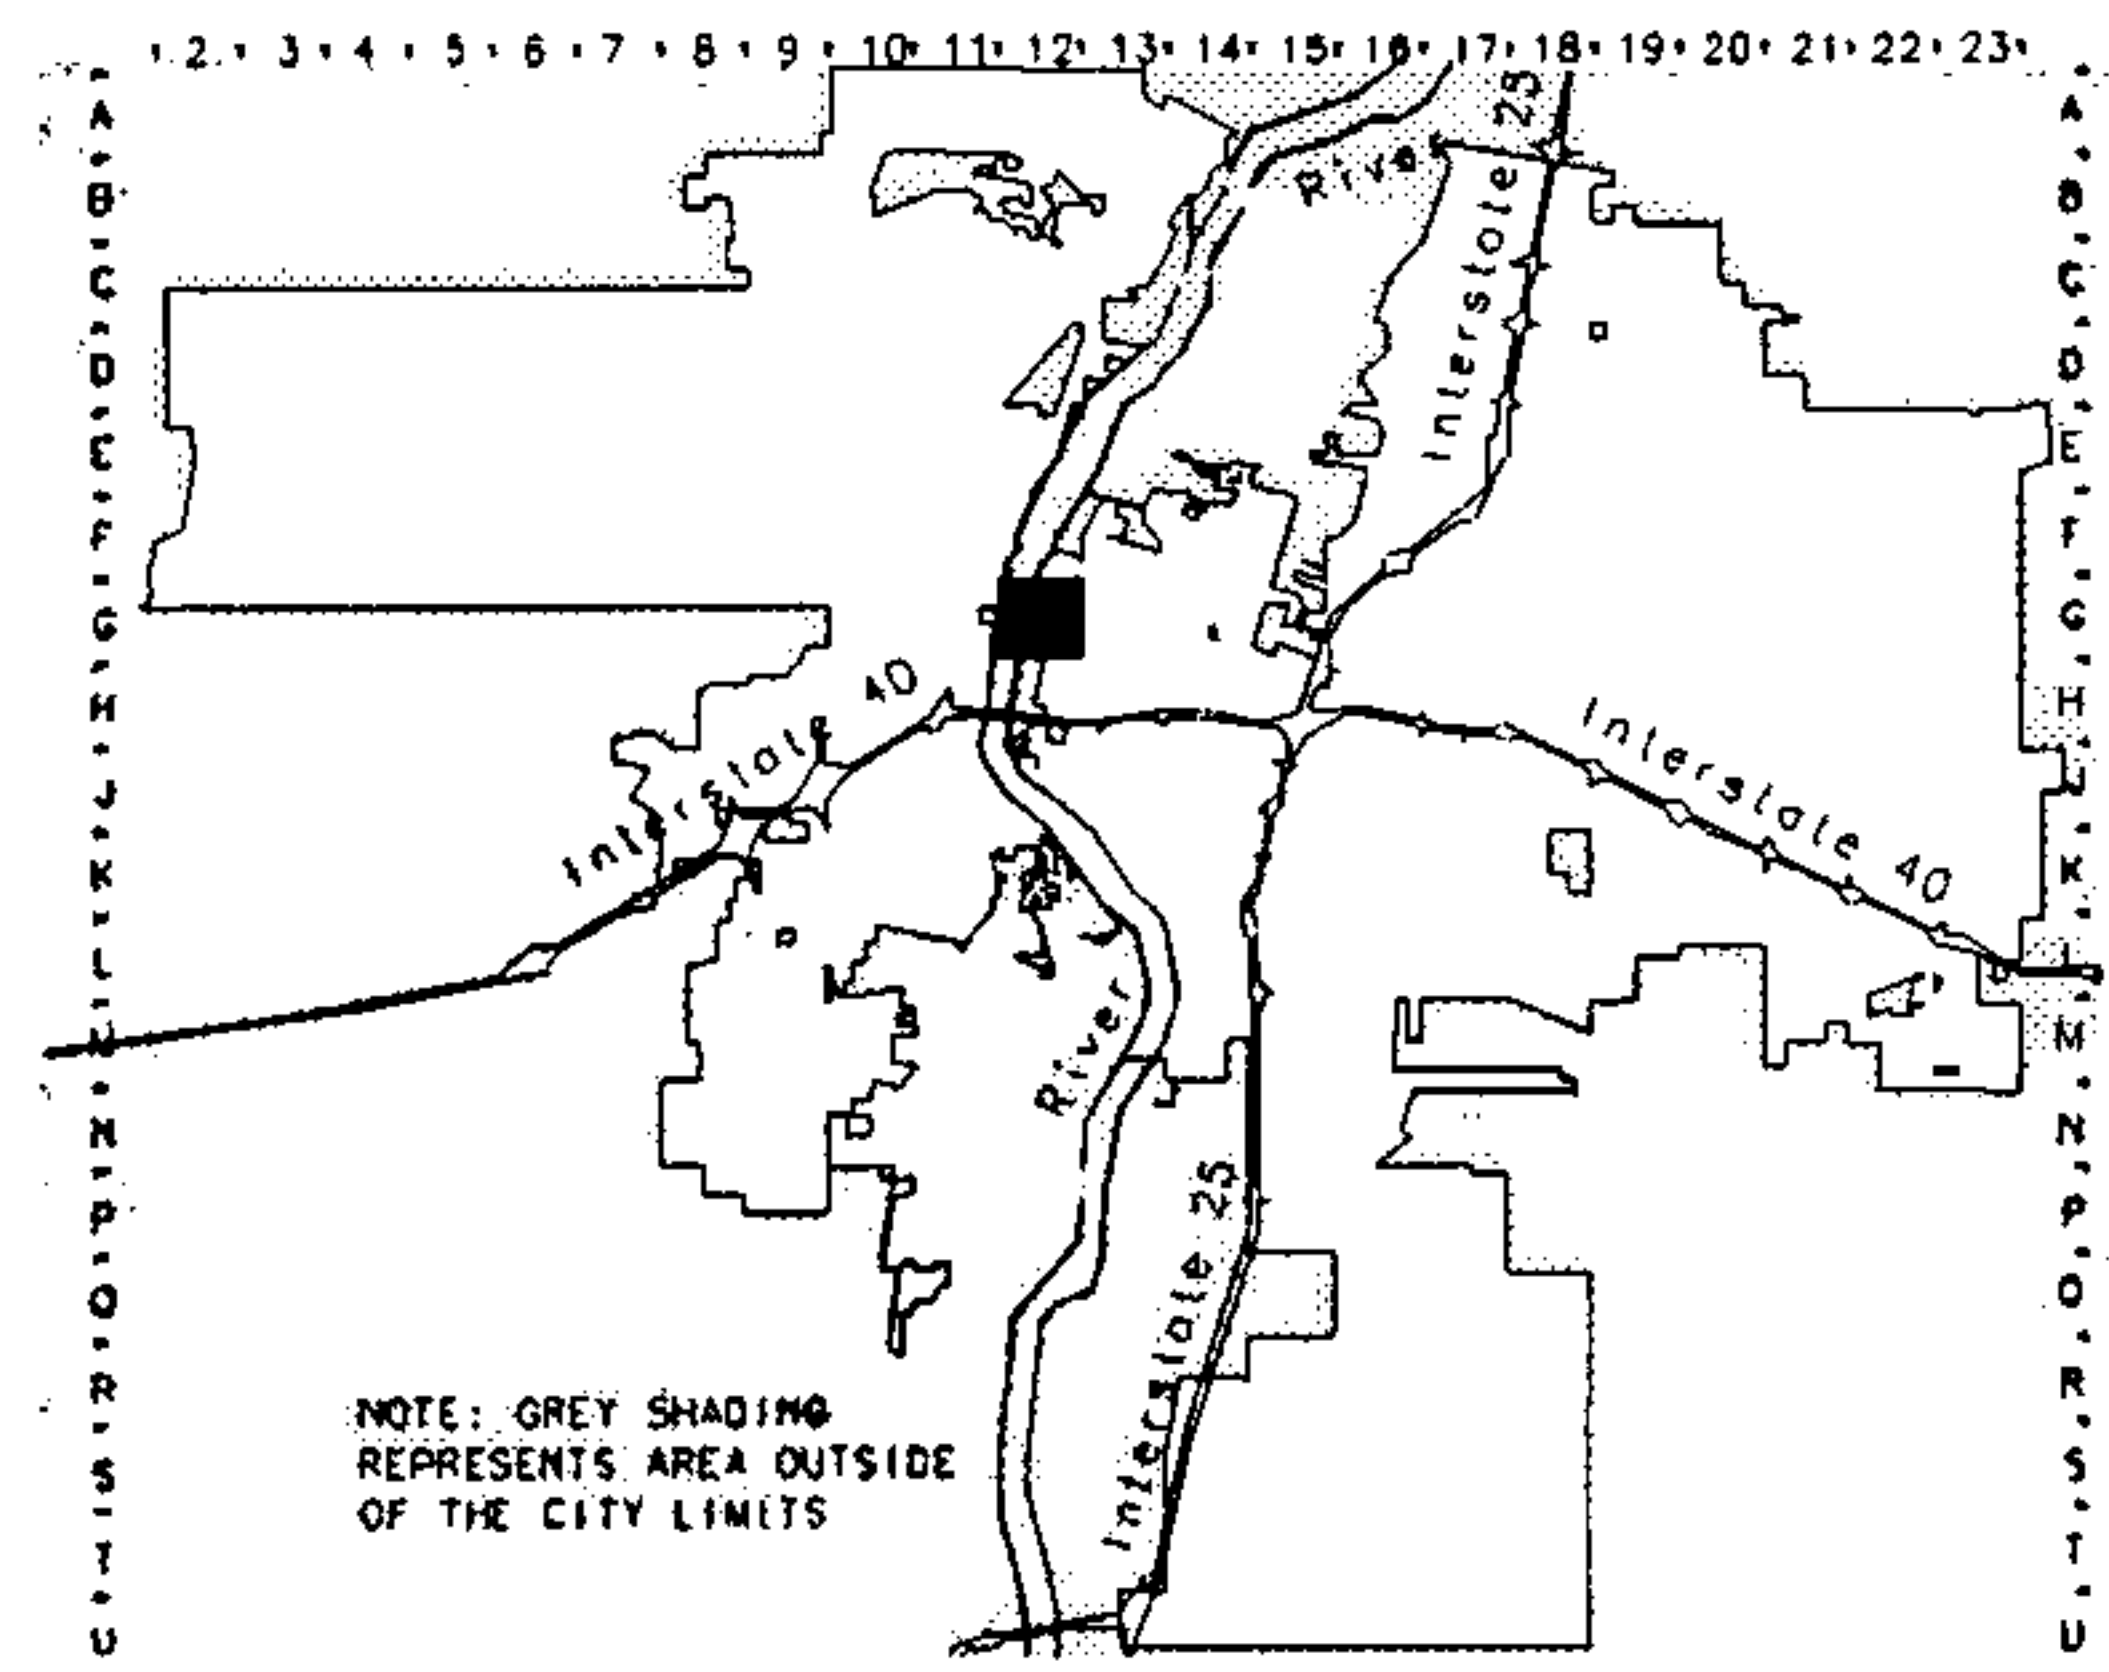 2 3 4 5 6 7 8 9 10 11 12 13 14 15 16 17 18 19 20 21 22 23
A A
B B
C C
D D
E E
F F
G G
H H
J J
K K
L L
M M
N N
P P
Q Q
R R
S S
T T
U U
River
Interstate 25
Interstate 40
Interstate 40
River
Interstate 25
NOTE: GREY SHADING
REPRESENTS AREA OUTSIDE
OF THE CITY LIMITS